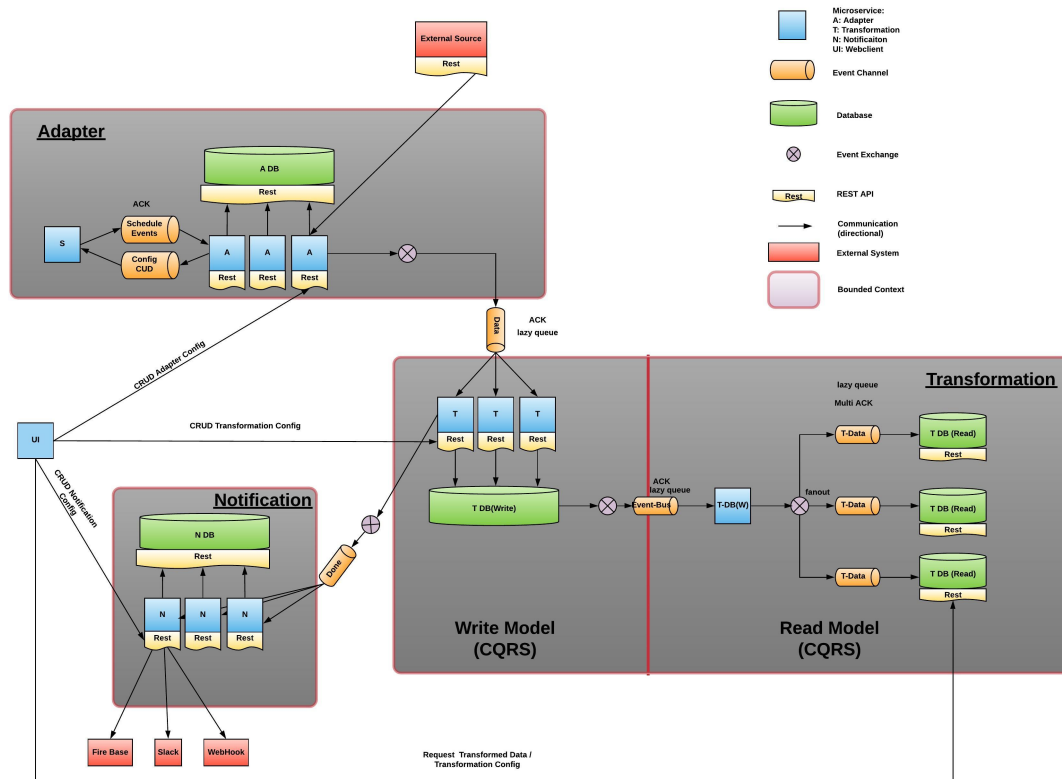 External Source
Rest
Microservice:
A: Adapter
T: Transformation
N: Notificaiton
UI: Webclient
Event Channel
Database
Event Exchange
Rest
REST API
Communication
(directional)
External System
Bounded Context
Adapter
A DB
Rest
ACK
Schedule
Events
S
Config
CUD
A
A
A
Rest
Rest
Rest
Data
ACK
lazy queue
CRUD Adapter Config
UI
CRUD Transformation Config
CRUD Notification
Config
T
T
T
Rest
Rest
Rest
T DB(Write)
Write Model
(CQRS)
Transformation
lazy queue
Multi ACK
ACK
lazy queue
Event-Bus
T-DB(W)
fanout
T-Data
T DB (Read)
Rest
T-Data
T DB (Read)
Rest
T-Data
T DB (Read)
Rest
Read Model
(CQRS)
Notification
N DB
Rest
Done
N
N
N
Rest
Rest
Rest
Fire Base
Slack
WebHook
Request Transformed Data /
Transformation Config